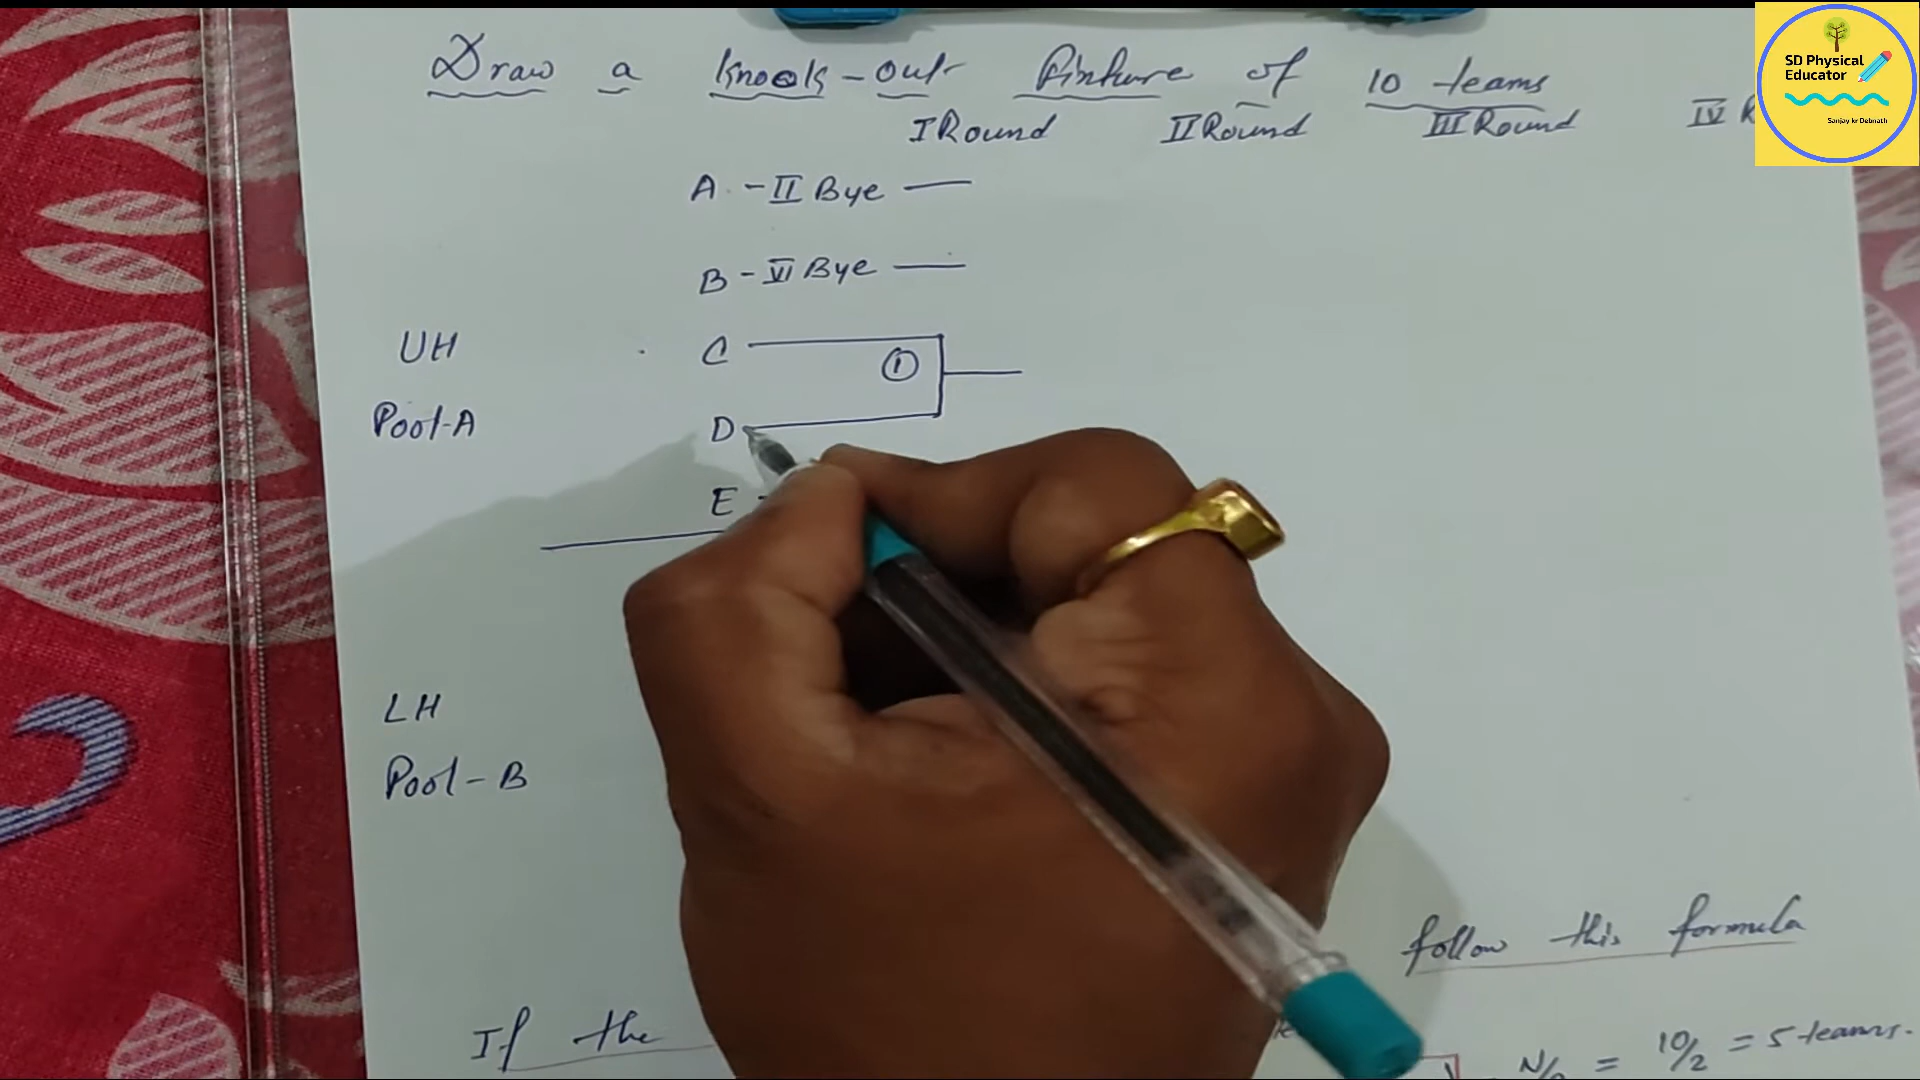 Draw a Knock-Out Fixture of 10 teams
I Round II Round III Round IV R
A - II Bye
B - VI Bye
UH
C
①
Pool-A
D
E
LH
Pool-B
follow this formula
If the
N/2 = 10/2 = 5 teams.
SD Physical
Educator
Sanjay kr Debnath